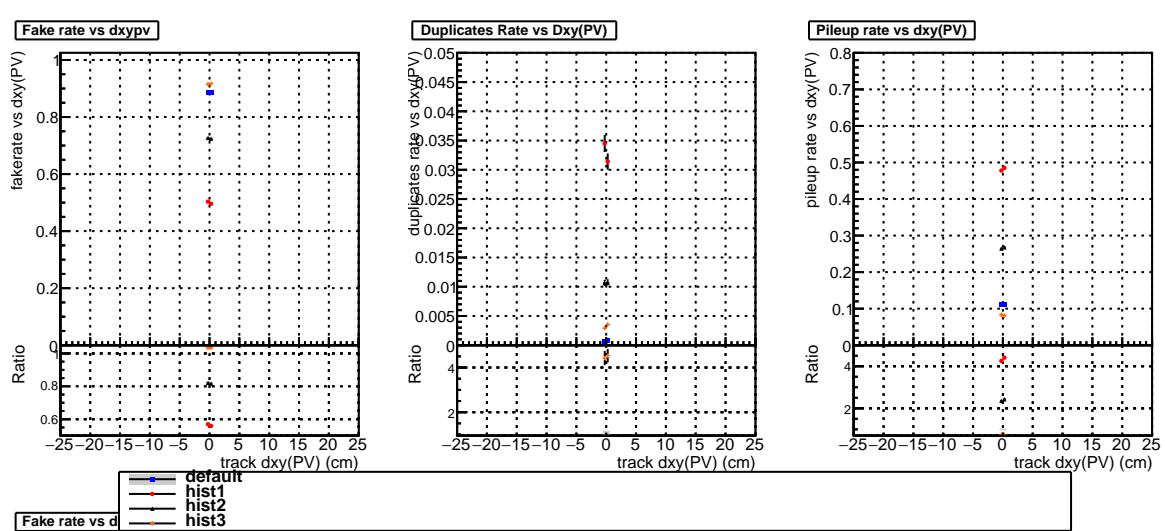 Fake rate vs dxypv
fakerate vs dxy(PV)
1
0.8
0.6
0.4
0.2
0
Ratio
1
0.8
0.6
−25 −20 −15 −10 −5 0 5 10 15 20 25
track dxy(PV) (cm)
Duplicates Rate vs Dxy(PV)
duplicates rate vs dxy(PV)
0.05
0.045
0.04
0.035
0.03
0.025
0.02
0.015
0.01
0.005
0
Ratio
4
2
−25 −20 −15 −10 −5 0 5 10 15 20 25
track dxy(PV) (cm)
Pileup rate vs dxy(PV)
pileup rate vs dxy(PV)
0.8
0.7
0.6
0.5
0.4
0.3
0.2
0.1
0
Ratio
4
2
−25 −20 −15 −10 −5 0 5 10 15 20 25
track dxy(PV) (cm)
default
hist1
hist2
hist3
Fake rate vs d